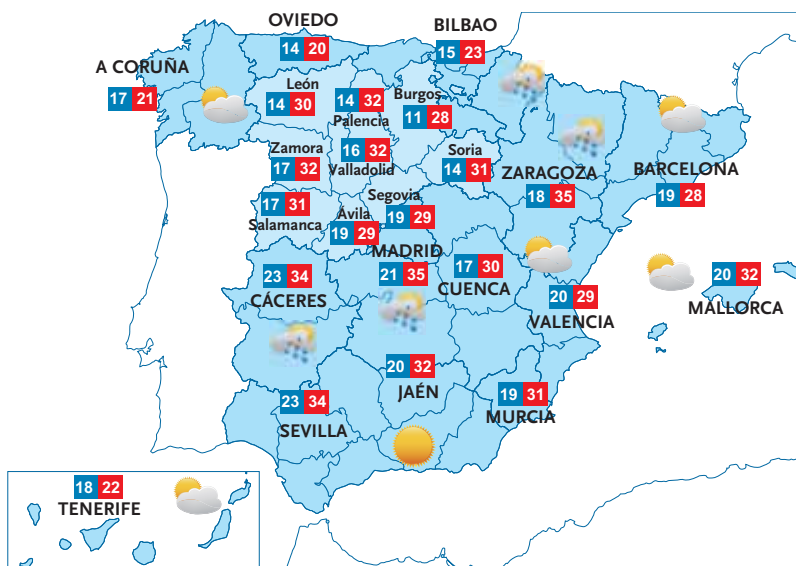 OVIEDO
14 20
BILBAO
15 23
A CORUÑA
17 21
León
14 30
14 32
Palencia
Burgos
11 28
Zamora
17 32
16 32
Valladolid
Soria
14 31
ZARAGOZA
18 35
BARCELONA
19 28
17 31
Salamanca
Ávila
19 29
Segovia
19 29
MADRID
21 35
17 30
CUENCA
23 34
CÁCERES
20 29
VALENCIA
20 32
MALLORCA
20 32
JAÉN
19 31
MURCIA
23 34
SEVILLA
18 22
TENERIFE